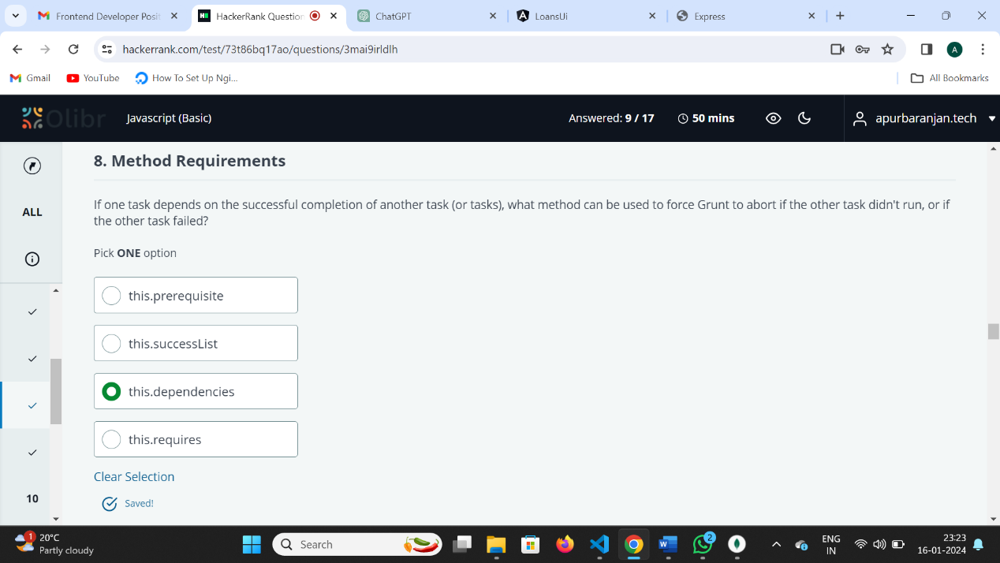 Frontend Developer Posit
HackerRank Question
ChatGPT
LoansUi
Express
hackerrank.com/test/73t86bq17ao/questions/3mai9irldlh
A
Gmail
YouTube
How To Set Up Ngi...
All Bookmarks
Olibr
Javascript (Basic)
Answered: 9 / 17
50 mins
apurbaranjan.tech
ALL
10
8. Method Requirements
If one task depends on the successful completion of another task (or tasks), what method can be used to force Grunt to abort if the other task didn't run, or if
the other task failed?
Pick ONE option
this.prerequisite
this.successList
this.dependencies
this.requires
Clear Selection
Saved!
1
20°C
Partly cloudy
Search
2
ENG
IN
23:23
16-01-2024